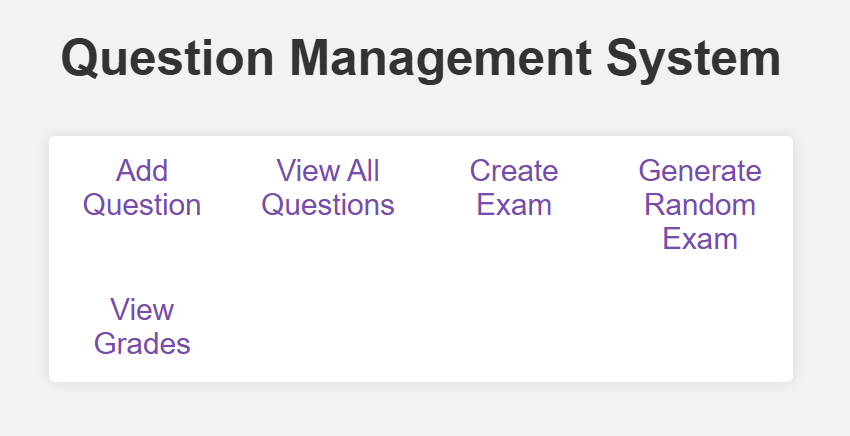 Question Management System
Add
Question
View All
Questions
Create
Exam
Generate
Random
Exam
View
Grades